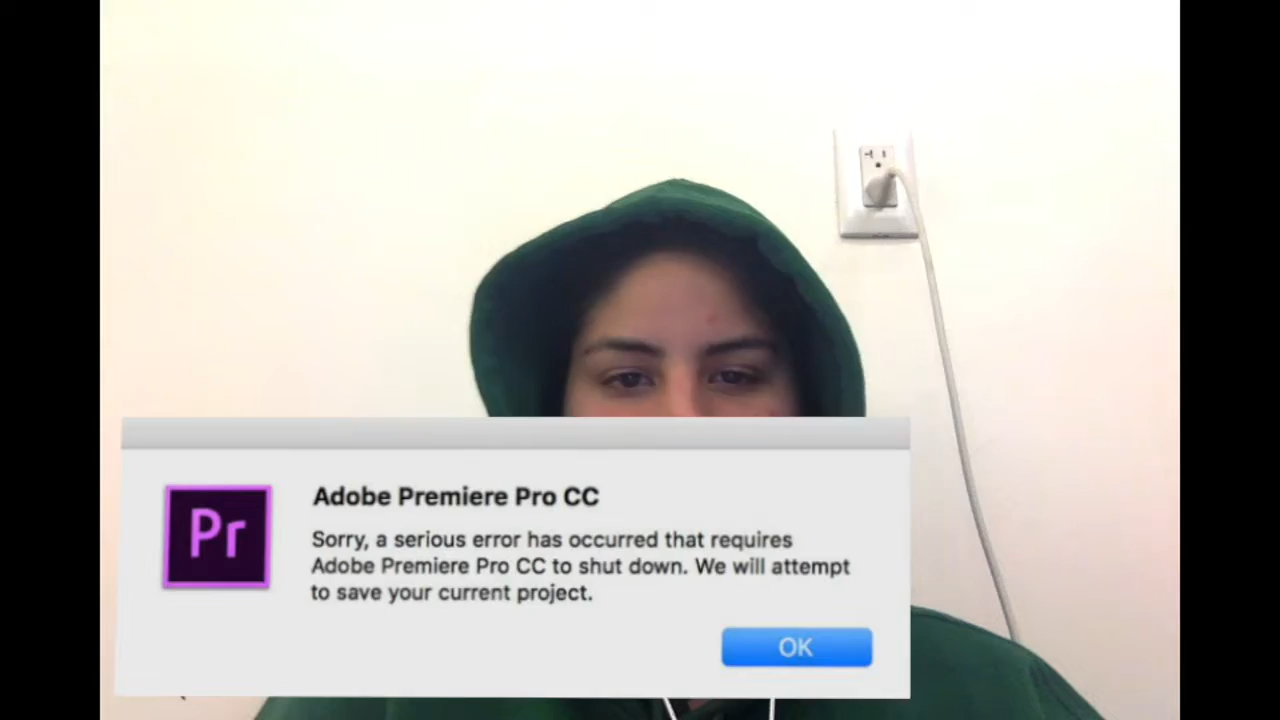 Adobe Premiere Pro CC
Pr
Sorry, a serious error has occurred that requires
Adobe Premiere Pro CC to shut down. We will attempt
to save your current project.
OK